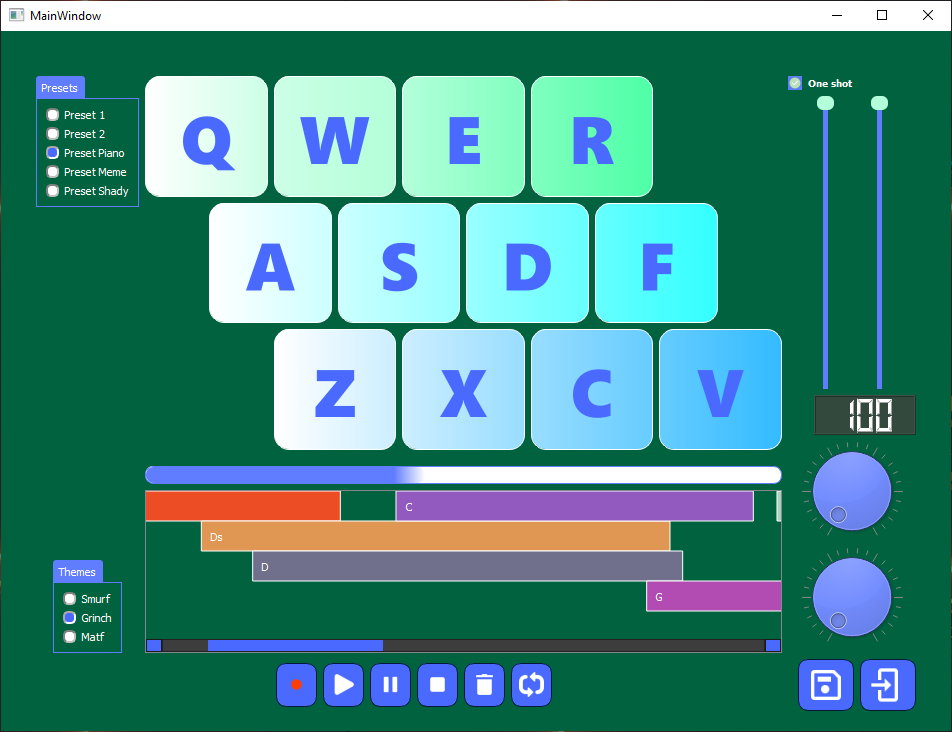 MainWindow
Presets
Preset 1
Preset 2
Preset Piano
Preset Meme
Preset Shady
Q W E R
A S D F
Z X C V
One shot
100
C
Ds
D
G
Themes
Smurf
Grinch
Matf